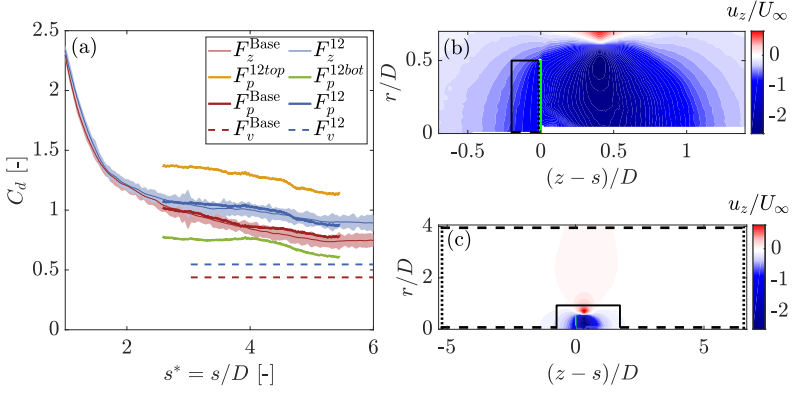 (a)
2.5
2
1.5
1
0.5
0
C_d [-]
F_z^Base F_z^12
F_p^12top F_p^12bot
F_p^Base F_p^12
F_v^Base F_v^12
2 4 6
s* = s/D [-]
u_z/U_∞
(b)
r/D
0.5
0
-0.5 0 0.5 1
(z − s)/D
0
-1
-2
u_z/U_∞
(c)
r/D
4
2
0
-5 0 5
(z − s)/D
0
-1
-2